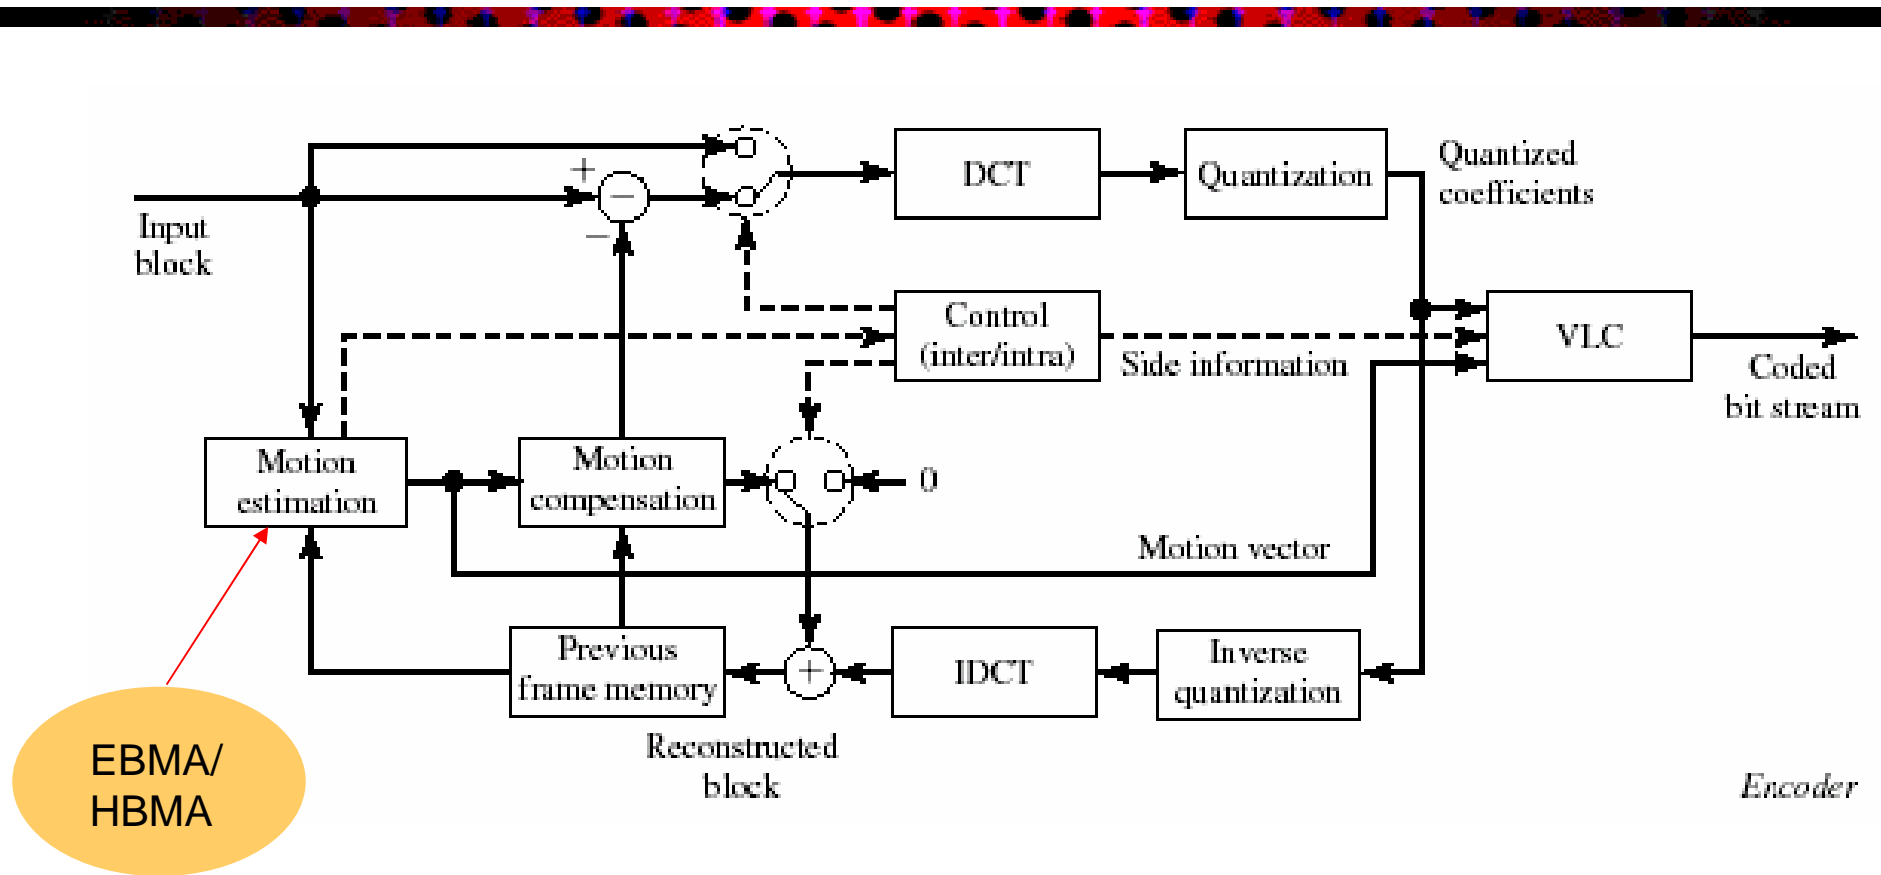 +
−
−
Input
block
DCT
Quantization
Quantized
coefficients
Control
(inter/intra)
Side information
VLC
Coded
bit stream
Motion
estimation
Motion
compensation
0
Motion vector
Previous
frame memory
+
IDCT
Inverse
quantization
Reconstructed
block
EBMA/
HBMA
Encoder